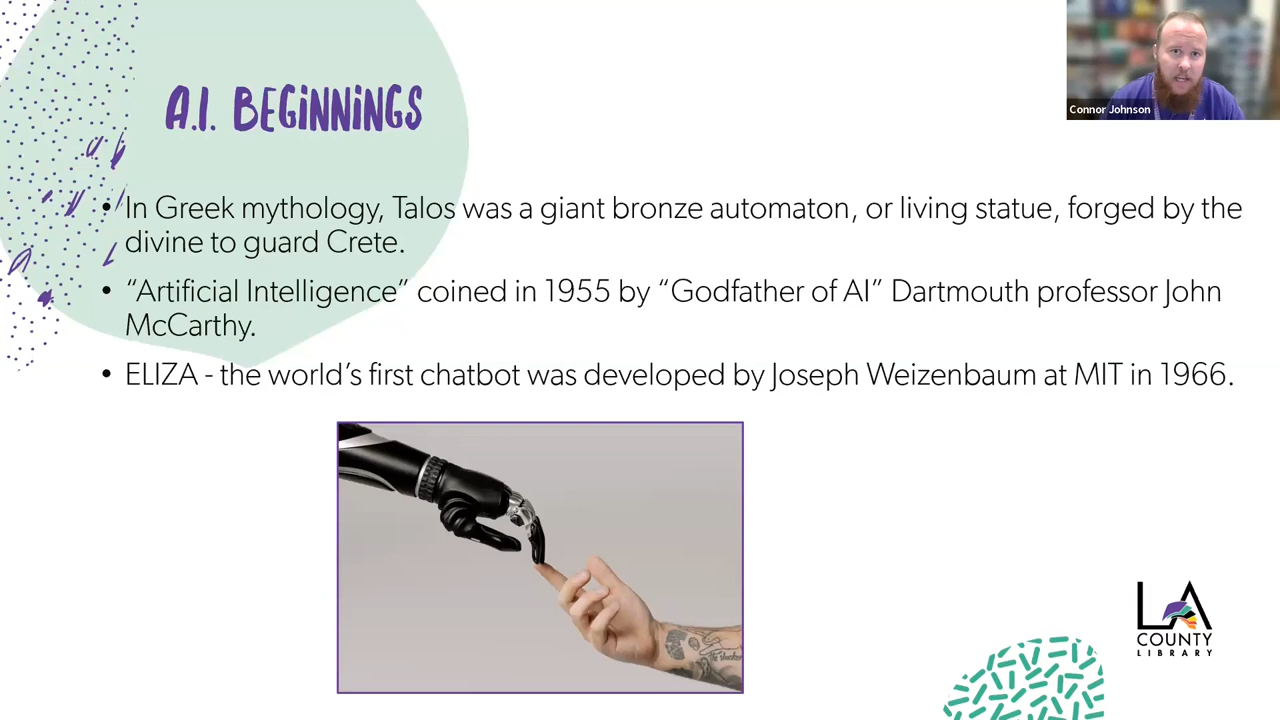 A.I. BEGiNNiNGS
Connor Johnson
• In Greek mythology, Talos was a giant bronze automaton, or living statue, forged by the
divine to guard Crete.
• “Artificial Intelligence” coined in 1955 by “Godfather of AI” Dartmouth professor John
McCarthy.
• ELIZA - the world’s first chatbot was developed by Joseph Weizenbaum at MIT in 1966.
LA
COUNTY
LIBRARY